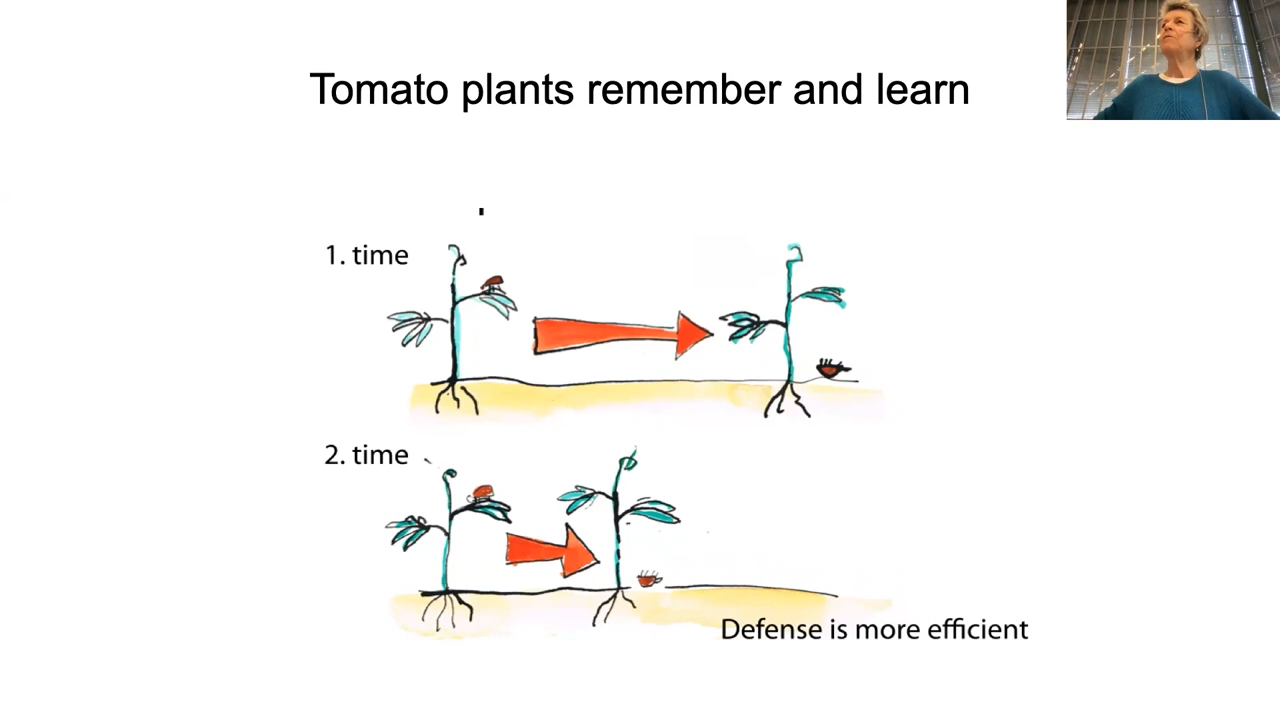 Tomato plants remember and learn
1. time
2. time
Defense is more efficient